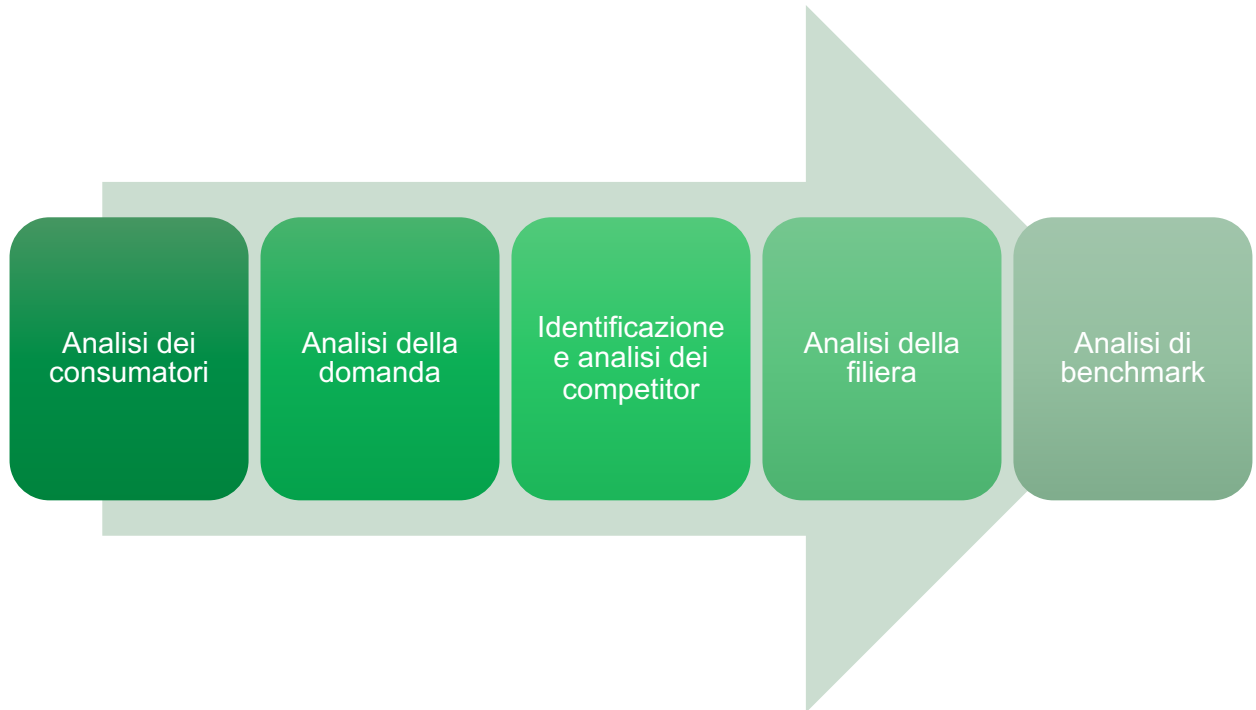 Analisi dei
consumatori
Analisi della
domanda
Identificazione
e analisi dei
competitor
Analisi della
filiera
Analisi di
benchmark